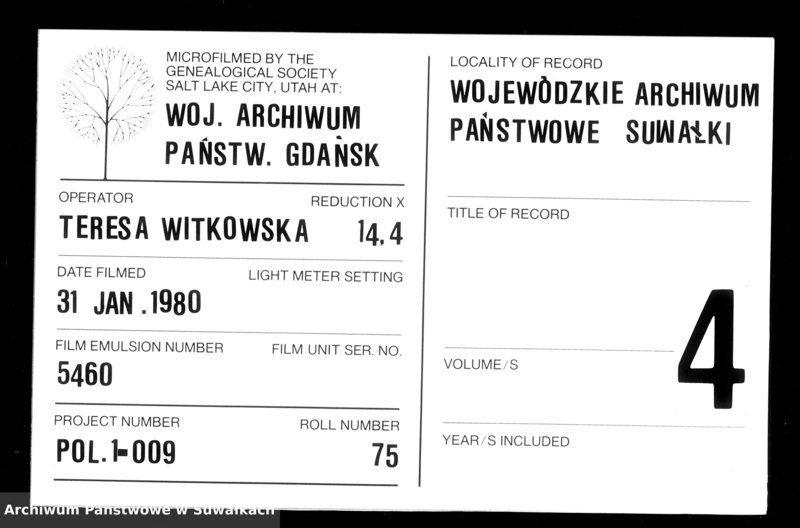 MICROFILMED BY THE
GENEALOGICAL SOCIETY
SALT LAKE CITY, UTAH AT:
WOJ. ARCHIWUM
PAŃSTW. GDAŃSK
OPERATOR
REDUCTION X
TERESA WITKOWSKA
14,4
DATE FILMED
LIGHT METER SETTING
31 JAN.1980
FILM EMULSION NUMBER
FILM UNIT SER. NO.
5460
PROJECT NUMBER
ROLL NUMBER
POL.1-009
75
LOCALITY OF RECORD
WOJEWÒDZKIE ARCHIWUM
PAŃSTWOWE SUWAŁKI
TITLE OF RECORD
4
VOLUME/S
YEAR/S INCLUDED
Archiwum Państwowe w Suwałkach